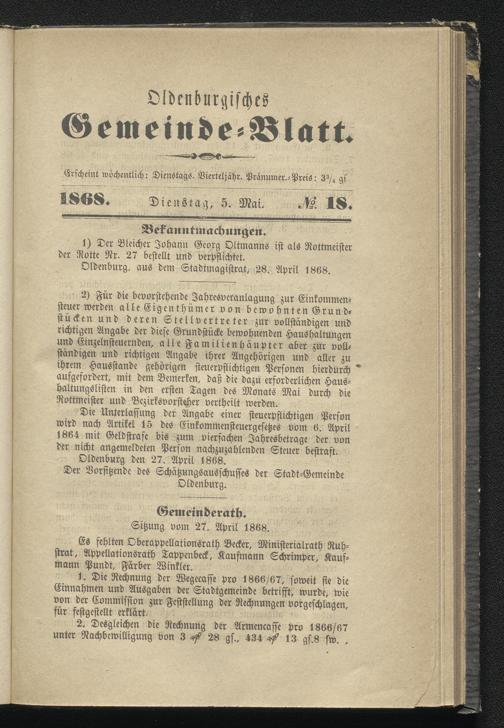 Oldenburgisches
Gemeinde-Blatt.
Erscheint wöchentlich: Dienstags. Vierteljähr. Pränumer.-Preis: 3¾ gſ
1868. Dienstag, 5. Mai. № 18.
Bekanntmachungen.
1) Der Bleicher Johann Georg Oltmanns ist als Rottmeister
der Rotte Nr. 27 bestellt und verpflichtet.
Oldenburg, aus dem Stadtmagistrat, 28. April 1868.
2) Für die bevorstehende Jahresveranlagung zur Einkommen-
steuer werden alle Eigenthümer von bewohnten Grund-
stücken und deren Stellvertreter zur vollständigen und
richtigen Angabe der diese Grundstücke bewohnenden Haushaltungen
und Einzelnsteuernden, alle Familienhäupter aber zur voll-
ständigen und richtigen Angabe ihrer Angehörigen und aller zu
ihrem Hausstande gehörigen steuerpflichtigen Personen hierdurch
aufgefordert, mit dem Bemerken, daß die dazu erforderlichen Haus-
haltungslisten in den ersten Tagen des Monats Mai durch die
Rottmeister und Bezirksvorsteher vertheilt werden.
Die Unterlassung der Angabe einer steuerpflichtigen Person
wird nach Artikel 15 des Einkommensteuergesetzes vom 6. April
1864 mit Geldstrafe bis zum vierfachen Jahresbetrage der von
der nicht angemeldeten Person nachzuzahlenden Steuer bestraft.
Oldenburg den 27. April 1868.
Der Vorsitzende des Schätzungsausschusses der Stadt-Gemeinde
Oldenburg.
Gemeinderath.
Sitzung vom 27. April 1868.
Es fehlten Oberappellationsrath Becker, Ministerialrath Ruh-
strat, Appellationsrath Tappenbeck, Kaufmann Schrimper, Kauf-
mann Pundt, Färber Winkler.
1. Die Rechnung der Wegecasse pro 1866/67, soweit sie die
Einnahmen und Ausgaben der Stadtgemeinde betrifft, wurde, wie
von der Commission zur Feststellung der Rechnungen vorgeschlagen,
für festgestellt erklärt.
2. Desgleichen die Rechnung der Armencasse pro 1866/67
unter Nachbewilligung von 3 ₰ 28 gs., 434 ₰ 13 gs. 8 sw.